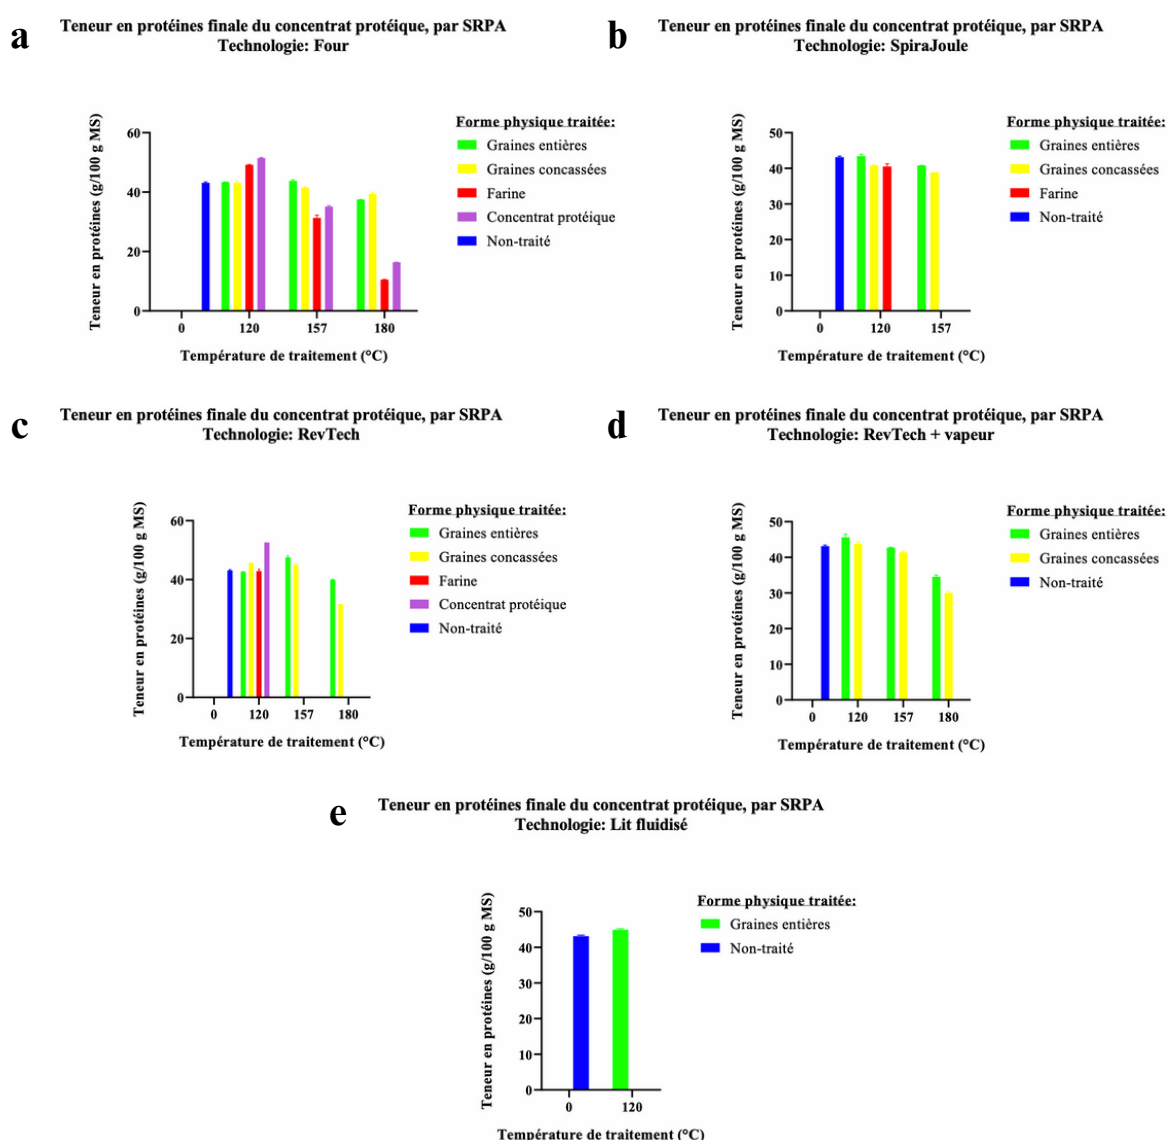 a
Teneur en protéines finale du concentrat protéique, par SRPA
Technologie: Four
Teneur en protéines (g/100 g MS)
60
40
20
0
0 120 157 180
Température de traitement (°C)
Forme physique traitée:
Graines entières
Graines concassées
Farine
Concentrat protéique
Non-traité
b
Teneur en protéines finale du concentrat protéique, par SRPA
Technologie: SpiraJoule
Teneur en protéines (g/100 g MS)
50
40
30
20
10
0
0 120 157
Température de traitement (°C)
Forme physique traitée:
Graines entières
Graines concassées
Farine
Non-traité
c
Teneur en protéines finale du concentrat protéique, par SRPA
Technologie: RevTech
Teneur en protéines (g/100 g MS)
60
40
20
0
0 120 157 180
Température de traitement (°C)
Forme physique traitée:
Graines entières
Graines concassées
Farine
Concentrat protéique
Non-traité
d
Teneur en protéines finale du concentrat protéique, par SRPA
Technologie: RevTech + vapeur
Teneur en protéines (g/100 g MS)
50
40
30
20
10
0
0 120 157 180
Température de traitement (°C)
Forme physique traitée:
Graines entières
Graines concassées
Non-traité
e
Teneur en protéines finale du concentrat protéique, par SRPA
Technologie: Lit fluidisé
Teneur en protéines (g/100 g MS)
50
40
30
20
10
0
0 120
Température de traitement (°C)
Forme physique traitée:
Graines entières
Non-traité